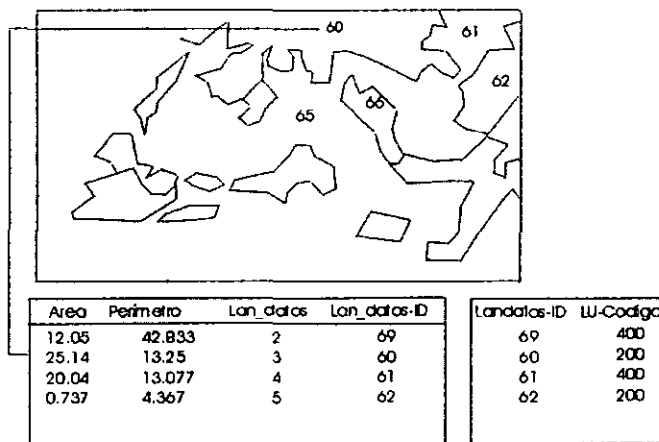 60
61
62
65
66
Area Perimetro Lan_datos Lan_datos-ID
12.05 42.833 2 69
25.14 13.25 3 60
20.04 13.077 4 61
0.737 4.367 5 62
Landatos-ID LU-Codigo
69 400
60 200
61 400
62 200